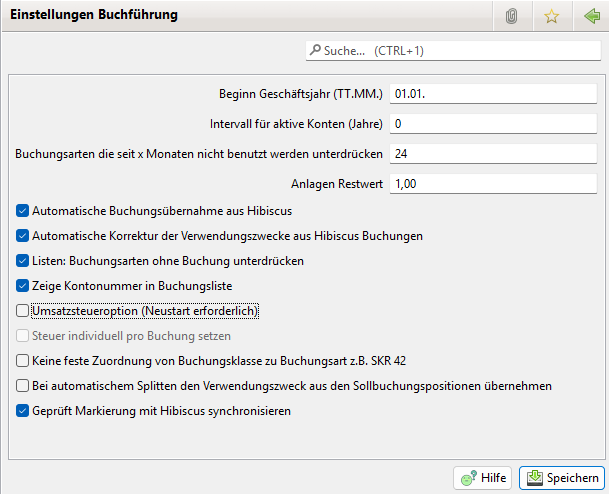 Einstellungen Buchführung
Suche... (CTRL+1)
Beginn Geschäftsjahr (TT.MM.) 01.01.
Intervall für aktive Konten (Jahre) 0
Buchungsarten die seit x Monaten nicht benutzt werden unterdrücken 24
Anlagen Restwert 1,00
Automatische Buchungsübernahme aus Hibiscus
Automatische Korrektur der Verwendungszwecke aus Hibiscus Buchungen
Listen: Buchungsarten ohne Buchung unterdrücken
Zeige Kontonummer in Buchungsliste
Umsatzsteueroption (Neustart erforderlich)
Steuer individuell pro Buchung setzen
Keine feste Zuordnung von Buchungsklasse zu Buchungsart z.B. SKR 42
Bei automatischem Splitten den Verwendungszweck aus den Sollbuchungspositionen übernehmen
Geprüft Markierung mit Hibiscus synchronisieren
Hilfe Speichern